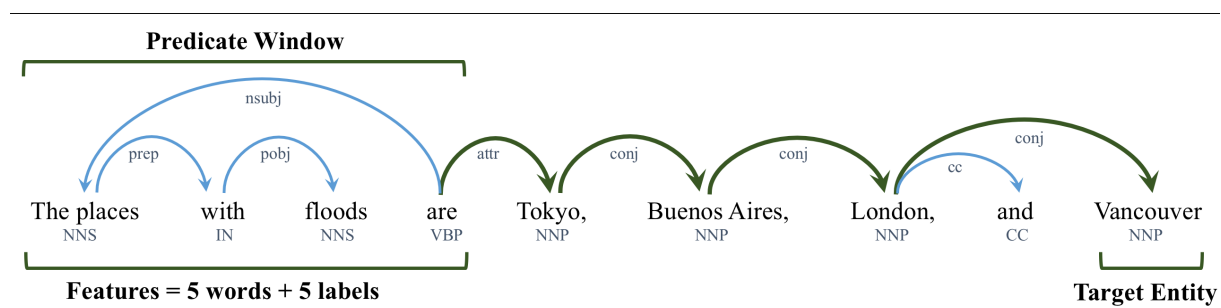 Predicate Window
nsubj
prep pobj attr conj conj cc conj
The places with floods are Tokyo, Buenos Aires, London, and Vancouver
NNS IN NNS VBP NNP NNP NNP CC NNP
Features = 5 words + 5 labels Target Entity